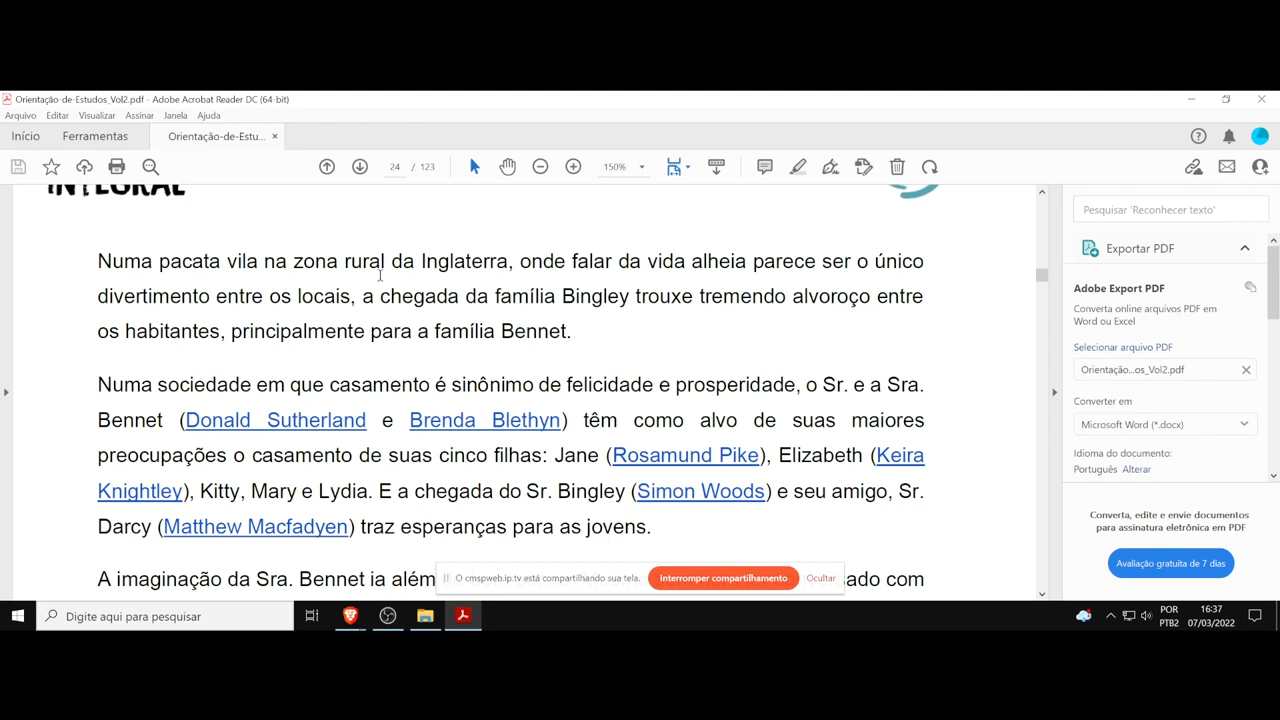 Orientação-de-Estudos_Vol2.pdf - Adobe Acrobat Reader DC (64-bit)
Arquivo Editar Visualizar Assinar Janela Ajuda
Início Ferramentas Orientação-de-Estu... ×
24 / 123 150%
INTEGRAL
Numa pacata vila na zona rural da Inglaterra, onde falar da vida alheia parece ser o único
divertimento entre os locais, a chegada da família Bingley trouxe tremendo alvoroço entre
os habitantes, principalmente para a família Bennet.
Numa sociedade em que casamento é sinônimo de felicidade e prosperidade, o Sr. e a Sra.
Bennet (Donald Sutherland e Brenda Blethyn) têm como alvo de suas maiores
preocupações o casamento de suas cinco filhas: Jane (Rosamund Pike), Elizabeth (Keira
Knightley), Kitty, Mary e Lydia. E a chegada do Sr. Bingley (Simon Woods) e seu amigo, Sr.
Darcy (Matthew Macfadyen) traz esperanças para as jovens.
A imaginação da Sra. Bennet ia além sado com
O cmspweb.ip.tv está compartilhando sua tela. Interromper compartilhamento Ocultar
Pesquisar 'Reconhecer texto'
Exportar PDF
Adobe Export PDF
Converta online arquivos PDF em
Word ou Excel
Selecionar arquivo PDF
Orientação...os_Vol2.pdf
Converter em
Microsoft Word (*.docx)
Idioma do documento:
Português Alterar
Converta, edite e envie documentos
para assinatura eletrônica em PDF
Avaliação gratuita de 7 dias
Digite aqui para pesquisar
POR
PTB2
16:37
07/03/2022